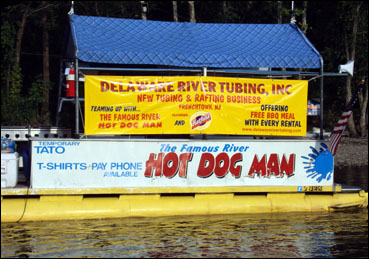 DELAWARE RIVER TUBING, INC
NEW TUBING & RAFTING BUSINESS
FRENCHTOWN, NJ
TEAMING UP WITH...
THE FAMOUS RIVER
HOT DOG MAN
AND
OFFERING
FREE BBQ MEAL
WITH EVERY RENTAL
www.delawarerivertubing.com
TEMPORARY
TATO
T-SHIRTS • PAY PHONE
AVAILABLE
The Famous River
HOT DOG MAN